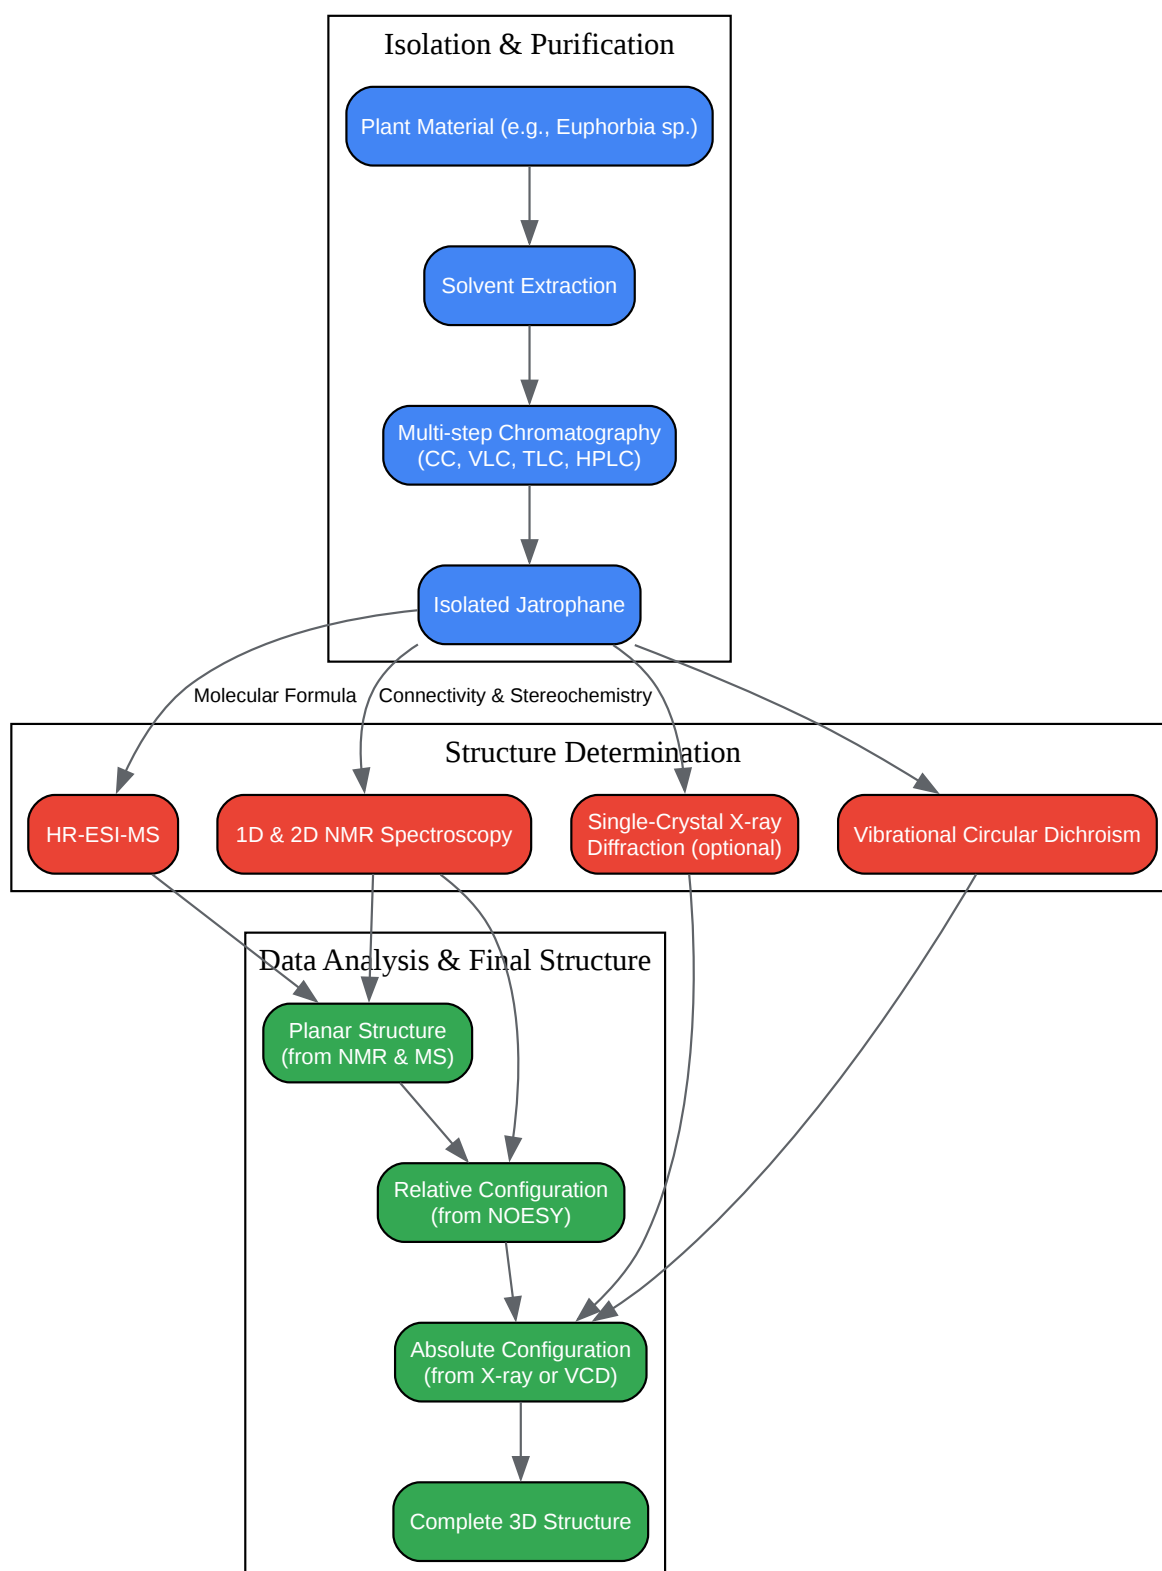 Isolation & Purification
Plant Material (e.g., Euphorbia sp.)
Solvent Extraction
Multi-step Chromatography
(CC, VLC, TLC, HPLC)
Isolated Jatrophane
Molecular Formula
Connectivity & Stereochemistry
Structure Determination
HR-ESI-MS
1D & 2D NMR Spectroscopy
Single-Crystal X-ray
Diffraction (optional)
Vibrational Circular Dichroism
Data Analysis & Final Structure
Planar Structure
(from NMR & MS)
Relative Configuration
(from NOESY)
Absolute Configuration
(from X-ray or VCD)
Complete 3D Structure